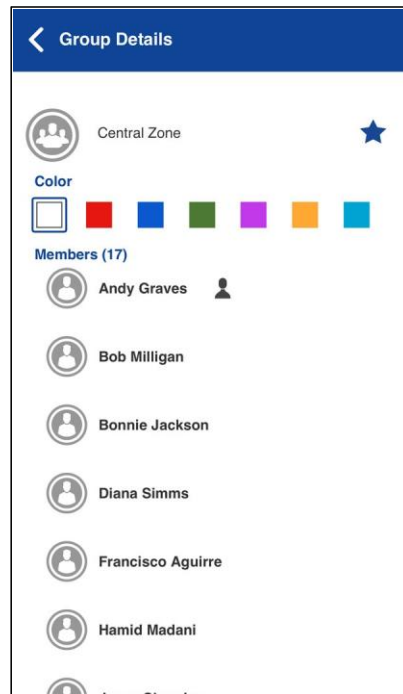 Group Details
Central Zone
Color
Members (17)
Andy Graves
Bob Milligan
Bonnie Jackson
Diana Simms
Francisco Aguirre
Hamid Madani